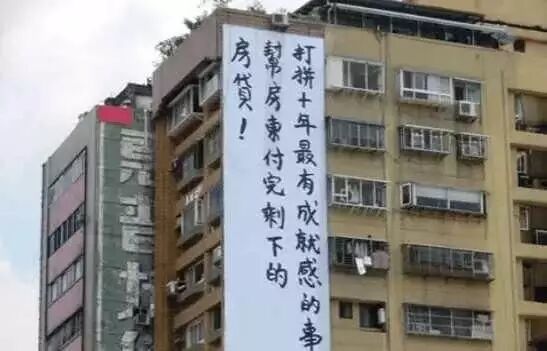 打拼十年最有成就感的事
幫房東付完剩下的
房貸！